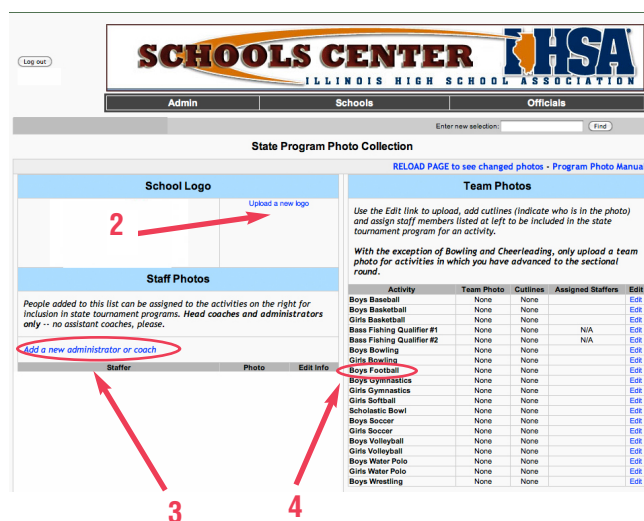 Log out
SCHOOLS CENTER IHSA
ILLINOIS HIGH SCHOOL ASSOCIATION
Admin Schools Officials
Enter new selection: Find
State Program Photo Collection
RELOAD PAGE to see changed photos - Program Photo Manua
School Logo
2
Upload a new logo
Staff Photos
People added to this list can be assigned to the activities on the right for
inclusion in state tournament programs. Head coaches and administrators
only -- no assistant coaches, please.
Add a new administrator or coach
Staffer Photo Edit Info
3
Team Photos
Use the Edit link to upload, add cutlines (indicate who is in the photo)
and assign staff members listed at left to be included in the state
tournament program for an activity.
With the exception of Bowling and Cheerleading, only upload a team
photo for activities in which you have advanced to the sectional
round.
Activity Team Photo Cutlines Assigned Staffers Edit
Boys Baseball None None Edit
Boys Basketball None None Edit
Girls Basketball None None Edit
Bass Fishing Qualifier #1 None None N/A Edit
Bass Fishing Qualifier #2 None None N/A Edit
Boys Bowling None None Edit
Girls Bowling None None Edit
Boys Football None None Edit
Boys Gymnastics None None Edit
Girls Gymnastics None None Edit
Girls Softball None None Edit
Scholastic Bowl None None Edit
Boys Soccer None None Edit
Girls Soccer None None Edit
Boys Volleyball None None Edit
Girls Volleyball None None Edit
Boys Water Polo None None Edit
Girls Water Polo None None Edit
Boys Wrestling None None Edit
4